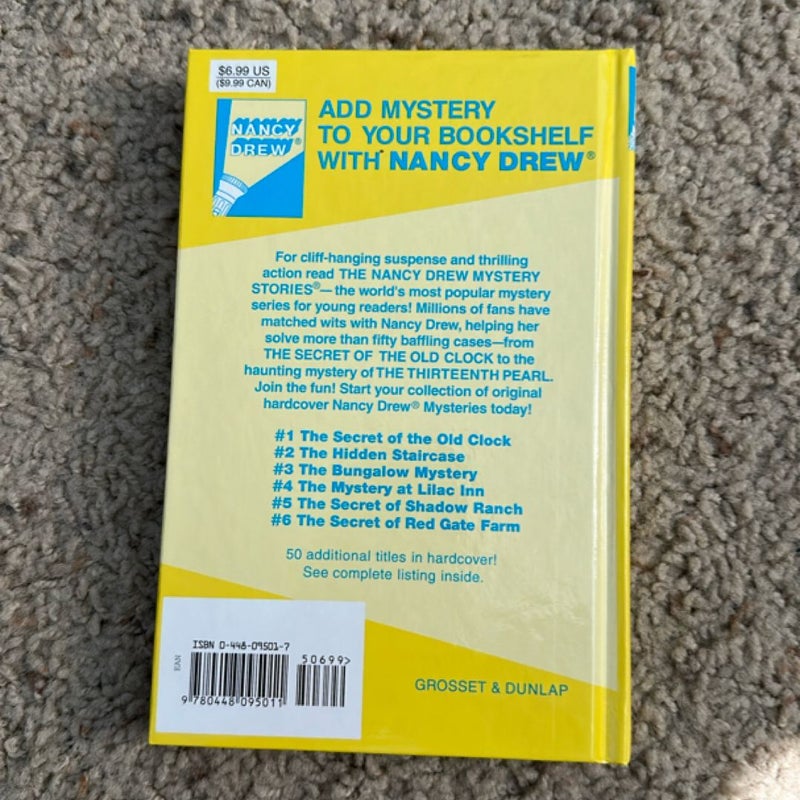 $6.99 US
($9.99 CAN)
NANCY
DREW®
ADD MYSTERY
TO YOUR BOOKSHELF
WITH NANCY DREW®
For cliff-hanging suspense and thrilling
action read THE NANCY DREW MYSTERY
STORIES®—the world's most popular mystery
series for young readers! Millions of fans have
matched wits with Nancy Drew, helping her
solve more than fifty baffling cases—from
THE SECRET OF THE OLD CLOCK to the
haunting mystery of THE THIRTEENTH PEARL.
Join the fun! Start your collection of original
hardcover Nancy Drew® Mysteries today!
#1 The Secret of the Old Clock
#2 The Hidden Staircase
#3 The Bungalow Mystery
#4 The Mystery at Lilac Inn
#5 The Secret of Shadow Ranch
#6 The Secret of Red Gate Farm
50 additional titles in hardcover!
See complete listing inside.
ISBN 0-448-09501-7
50699>
EAN
9 780448 095011
GROSSET & DUNLAP